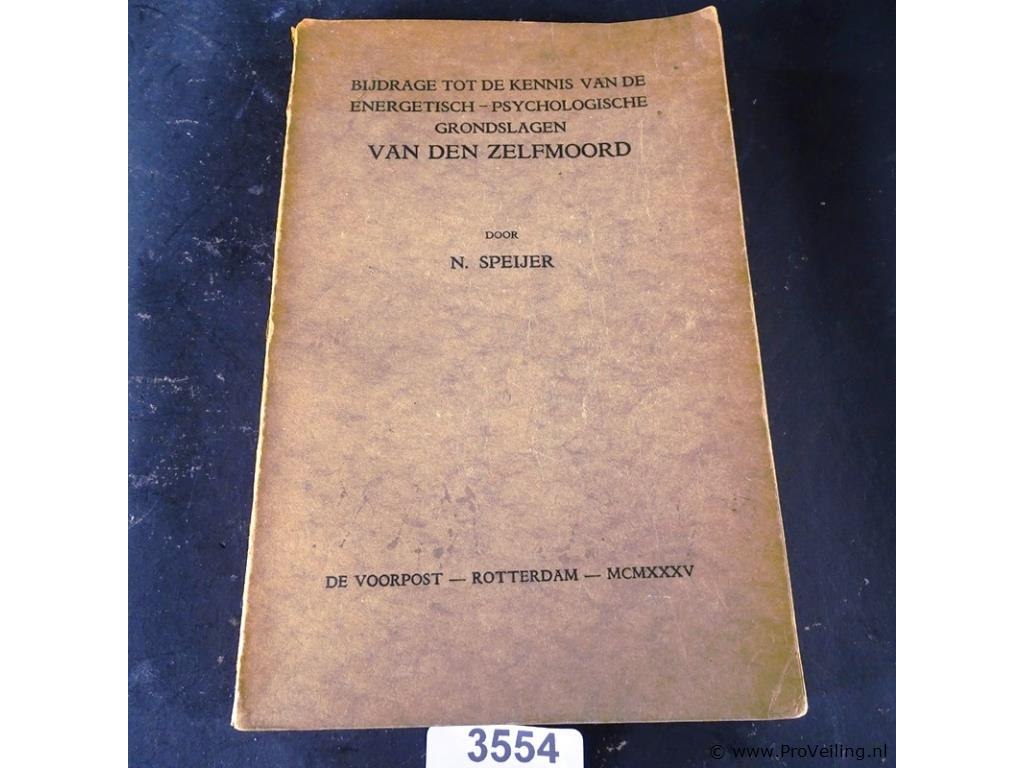 BIJDRAGE TOT DE KENNIS VAN DE
ENERGETISCH - PSYCHOLOGISCHE
GRONDSLAGEN
VAN DEN ZELFMOORD
DOOR
N. SPEIJER
DE VOORPOST — ROTTERDAM — MCMXXXV
3554
© www.ProVeiling.nl